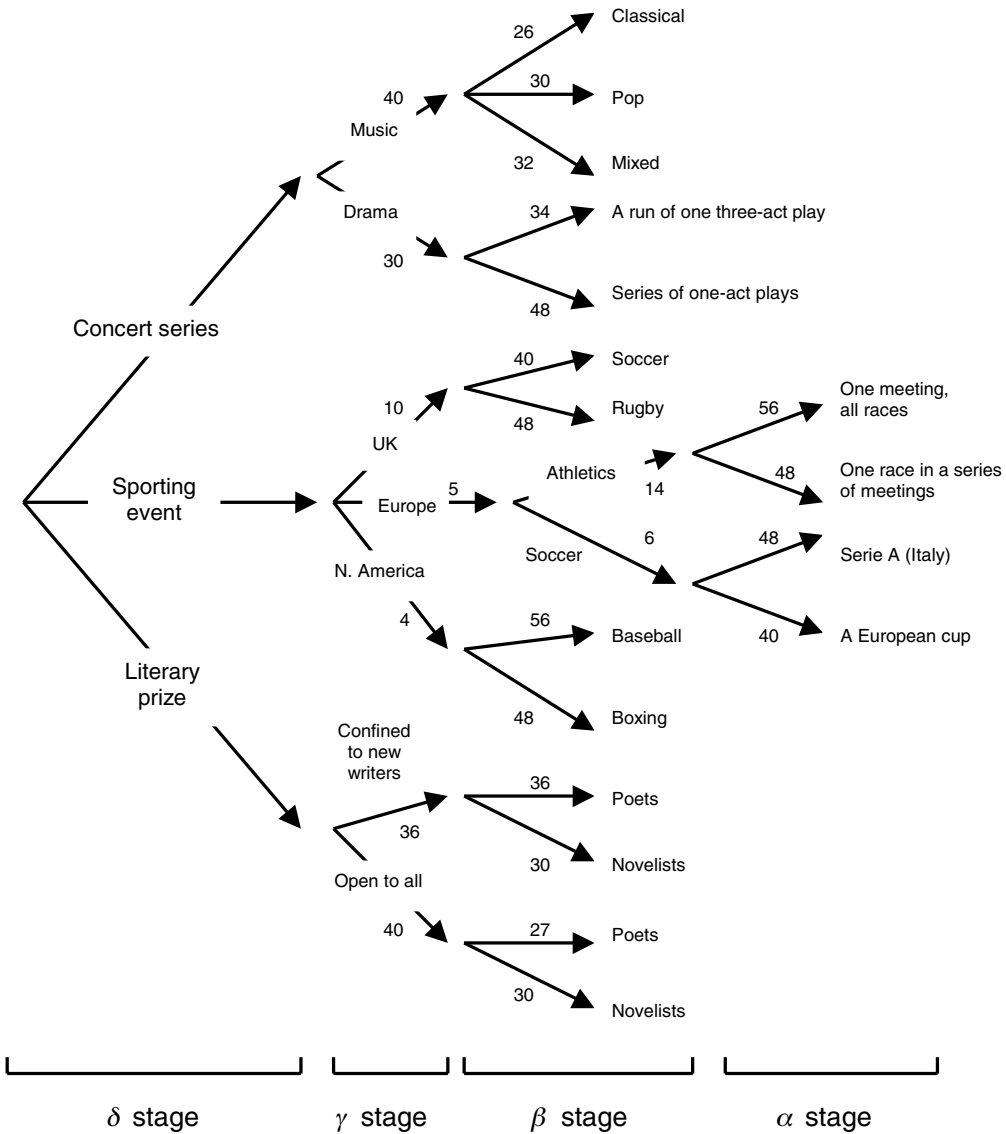 Classical
26
30
Pop
40
Music
32
Mixed
Drama
34
A run of one three-act play
30
48
Series of one-act plays
Concert series
40
Soccer
10
48
Rugby
56
One meeting,
all races
UK
Athletics
14
48
One race in a series
of meetings
Sporting
event
Europe
5
Soccer
6
48
Serie A (Italy)
N. America
4
56
Baseball
40
A European cup
Literary
prize
48
Boxing
Confined
to new
writers
36
36
Poets
30
Novelists
Open to all
40
27
Poets
30
Novelists
δ stage
γ stage
β stage
α stage